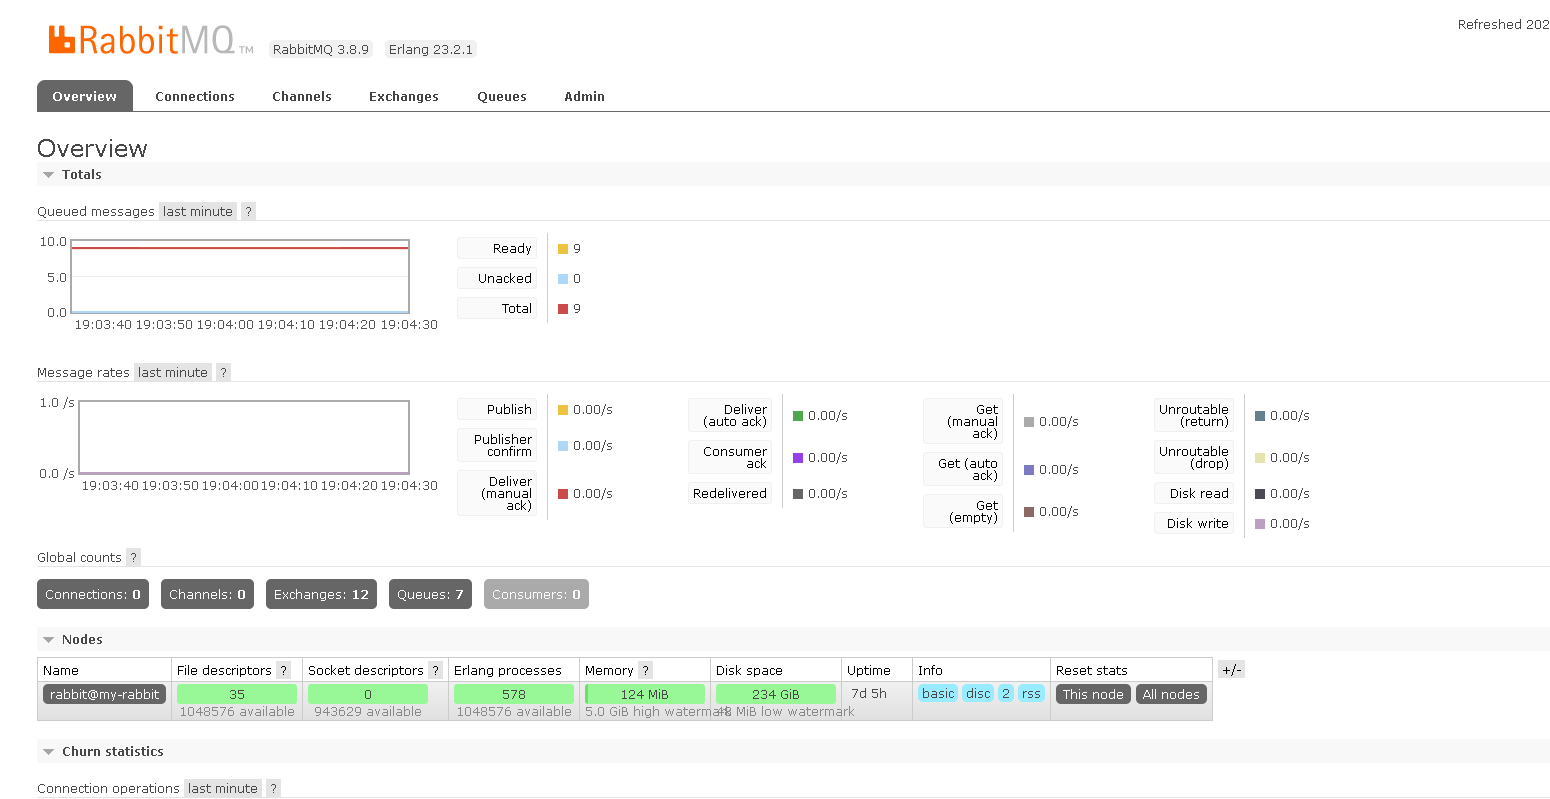 RabbitMQ TM RabbitMQ 3.8.9 Erlang 23.2.1
Refreshed 202
Overview Connections Channels Exchanges Queues Admin
Overview
Totals
Queued messages last minute ?
10.0
5.0
0.0
19:03:40 19:03:50 19:04:00 19:04:10 19:04:20 19:04:30
Ready 9
Unacked 0
Total 9
Message rates last minute ?
1.0 /s
0.0 /s
19:03:40 19:03:50 19:04:00 19:04:10 19:04:20 19:04:30
Publish 0.00/s
Publisher
confirm 0.00/s
Deliver
(manual
ack) 0.00/s
Deliver
(auto ack) 0.00/s
Consumer
ack 0.00/s
Redelivered 0.00/s
Get
(manual
ack) 0.00/s
Get (auto
ack) 0.00/s
Get
(empty) 0.00/s
Unroutable
(return) 0.00/s
Unroutable
(drop) 0.00/s
Disk read 0.00/s
Disk write 0.00/s
Global counts ?
Connections: 0 Channels: 0 Exchanges: 12 Queues: 7 Consumers: 0
Nodes
Name File descriptors ? Socket descriptors ? Erlang processes Memory ? Disk space Uptime Info Reset stats +/-
rabbit@my-rabbit 35 0 578 124 MiB 234 GiB 7d 5h basic disc 2 rss This node All nodes
1048576 available 943629 available 1048576 available 5.0 GiB high watermark 48 MiB low watermark
Churn statistics
Connection operations last minute ?